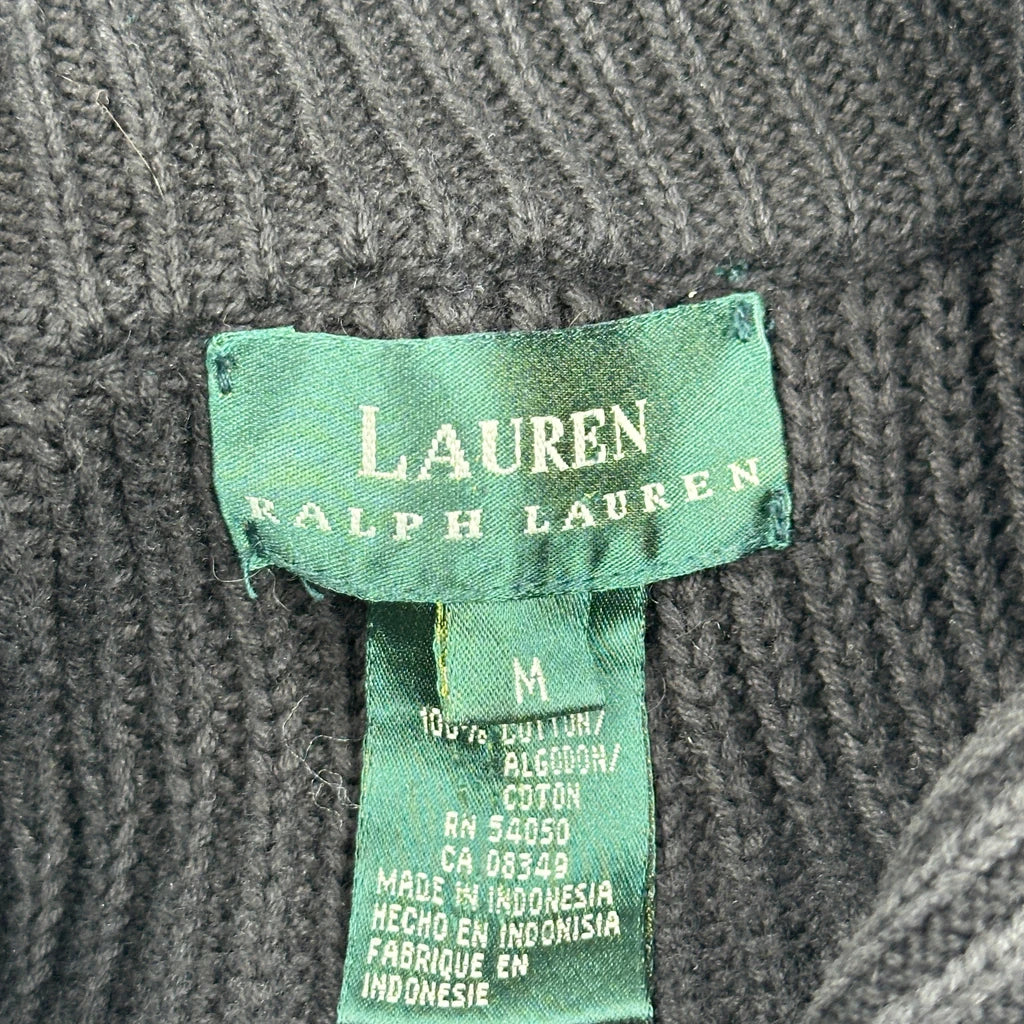 LAUREN
RALPH LAUREN
M
100% COTTON/
ALGODON/
COTON
RN 54050
CA 08349
MADE IN INDONESIA
HECHO EN INDONISIA
FABRIQUE EN
INDONESIE